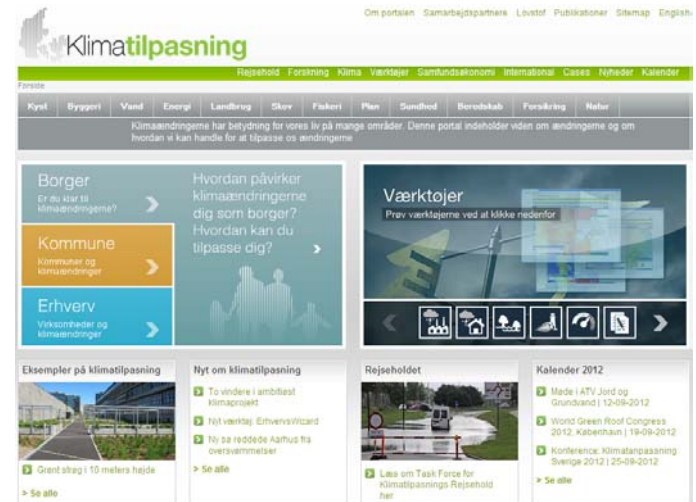 Om portalen Samarbejdspartnere Lovstof Publikationer Sitemap English
Klimatilpasning
Rejsehold Forskning Klima Værktøjer Samfundsøkonomi International Cases Nyheder Kalender
Forside
Kyst Byggeri Vand Energi Landbrug Skov Fiskeri Plan Sundhed Beredskab Forsikring Natur
Klimaændringerne har betydning for vores liv på mange områder. Denne portal indeholder viden om ændringerne og om
hvordan vi kan handle for at tilpasse os ændringerne
Borger
Er du klar til
klimaændringerne?
Kommune
Kommuner og
klimaændringer
Erhverv
Virksomheder og
klimaændringer
Hvordan påvirker
klimaændringerne
dig som borger?
Hvordan kan du
tilpasse dig?
Værktøjer
Prøv værktøjerne ved at klikke nedenfor
Eksempler på klimatilpasning
Grønt strøg i 10 meters højde
> Se alle
Nyt om klimatilpasning
To vindere i ambitiøst
klimaprojekt
Nyt værktøj: ErhvervsWizard
Ny sø reddede Aarhus fra
oversvømmelser
> Se alle
Rejseholdet
Læs om Task Force for
Klimatilpasnings Rejsehold
her
Kalender 2012
Møde i ATV Jord og
Grundvand | 12-09-2012
World Green Roof Congress
2012, København | 19-09-2012
Konference: Klimatanpassning
Sverige 2012 | 25-09-2012
> Se alle